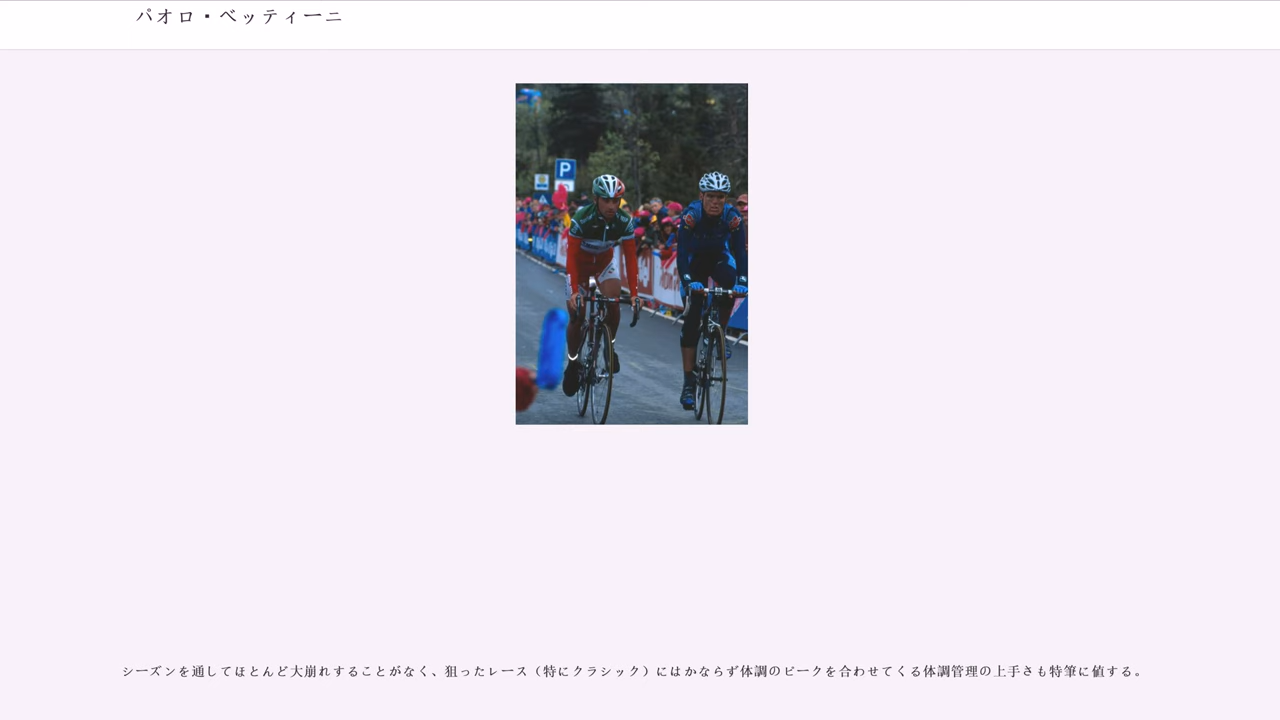 パオロ・ベッティーニ
P
シーズンを通してほとんど大崩れすることがなく、狙ったレース（特にクラシック）にはかならず体調のピークを合わせてくる体調管理の上手さも特筆に値する。